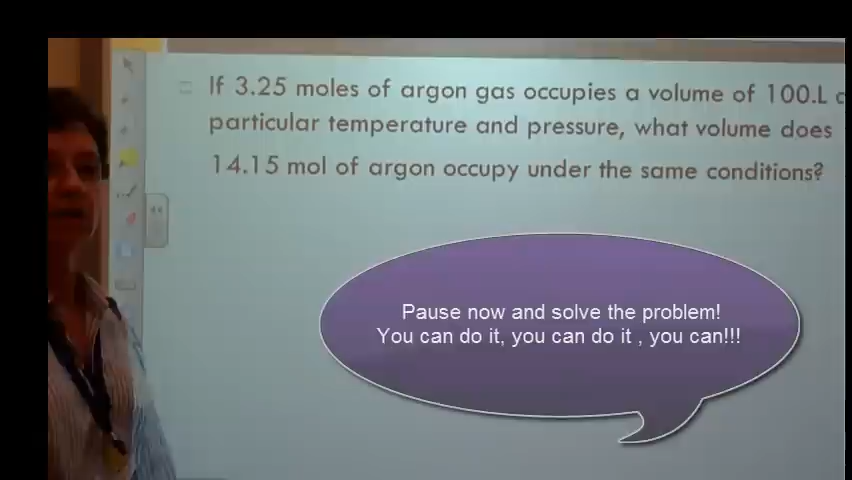 If 3.25 moles of argon gas occupies a volume of 100.L
particular temperature and pressure, what volume does
14.15 mol of argon occupy under the same conditions?
Pause now and solve the problem!
You can do it, you can do it , you can!!!